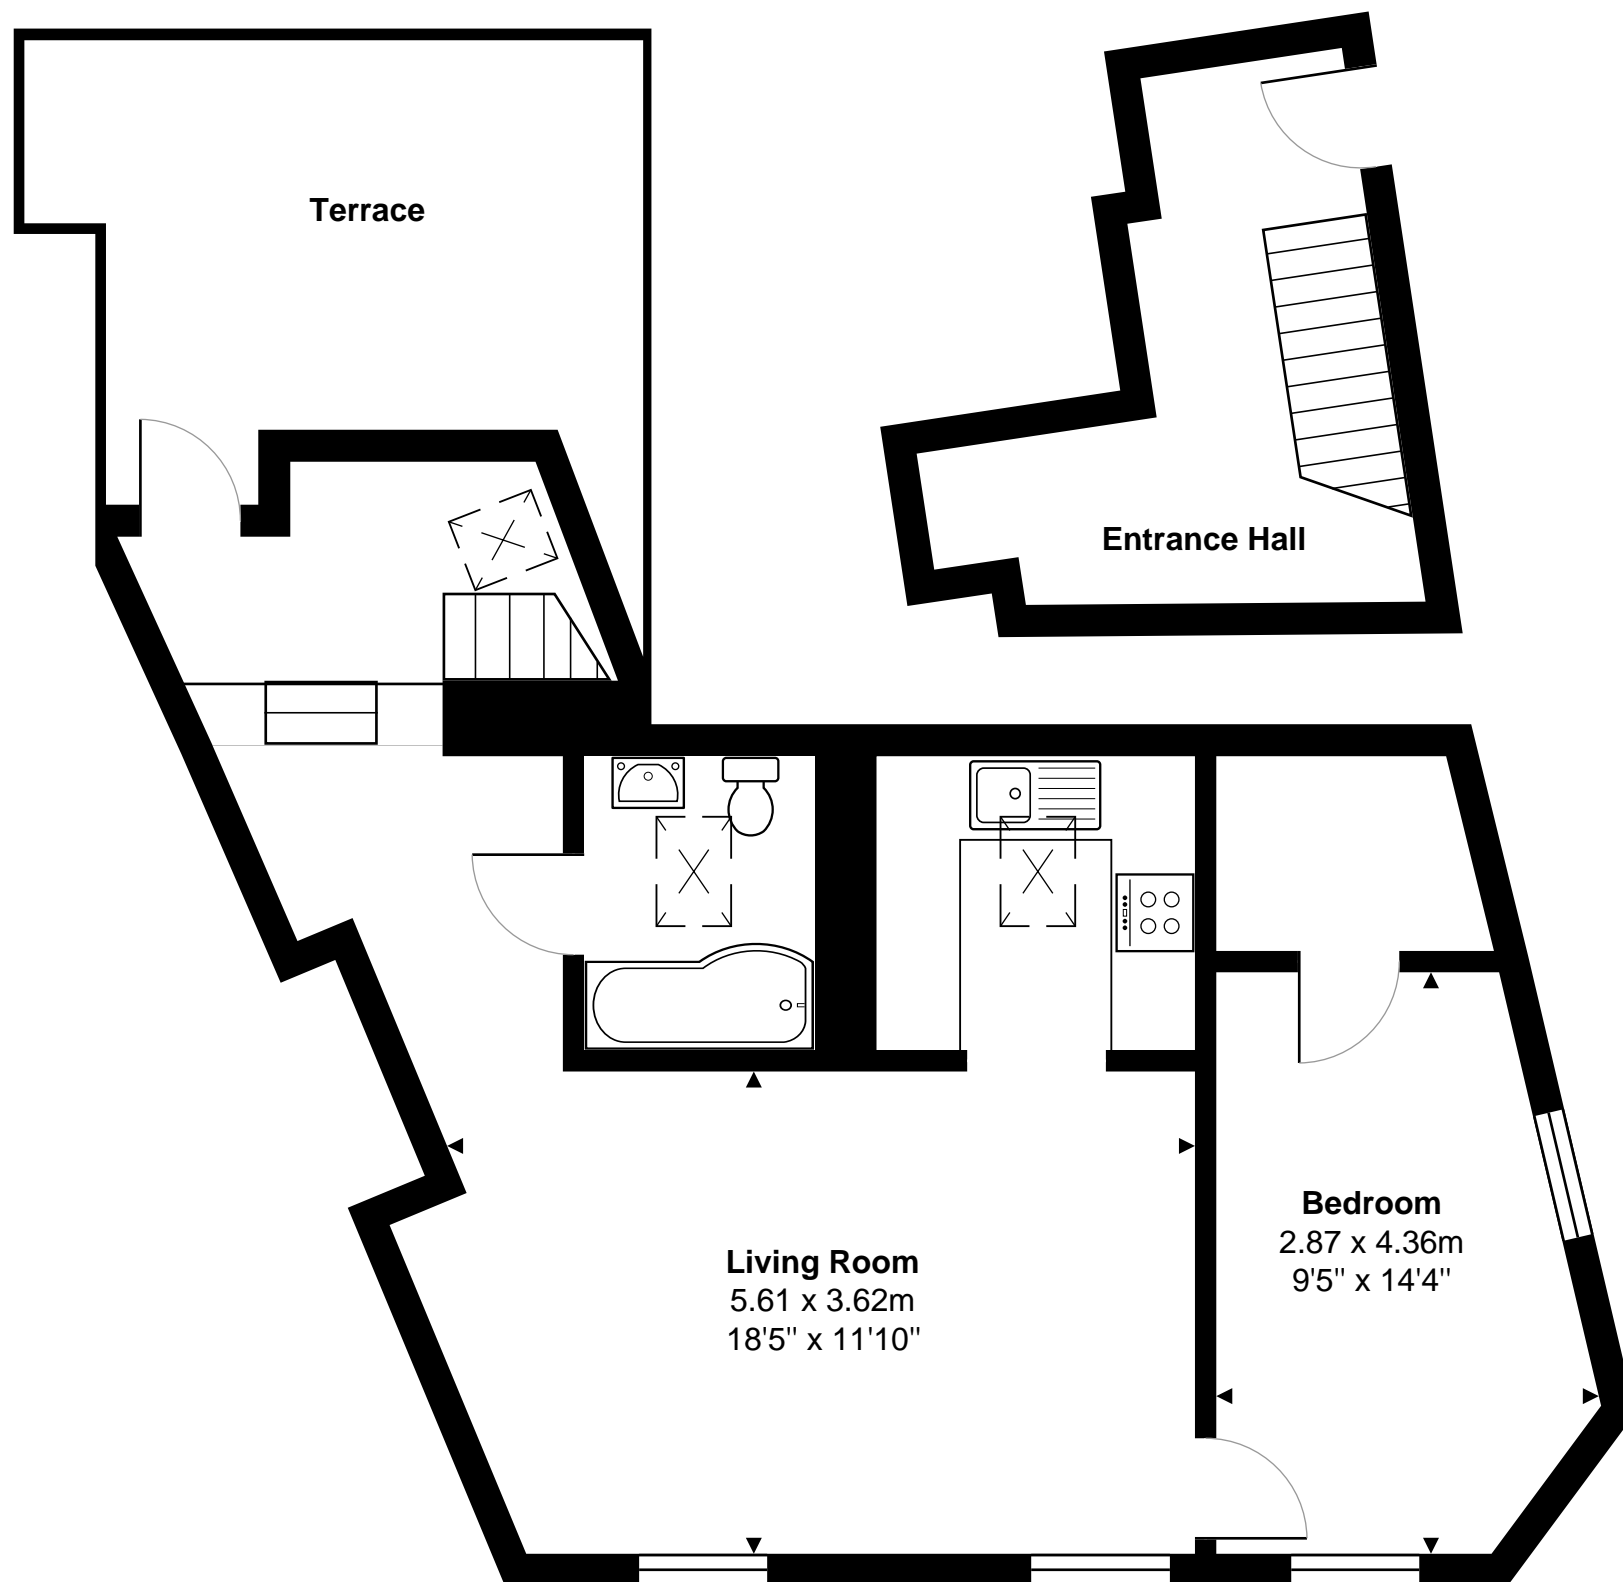 Terrace
Entrance Hall
Living Room
5.61 x 3.62m
18'5" x 11'10"
Bedroom
2.87 x 4.36m
9'5" x 14'4"